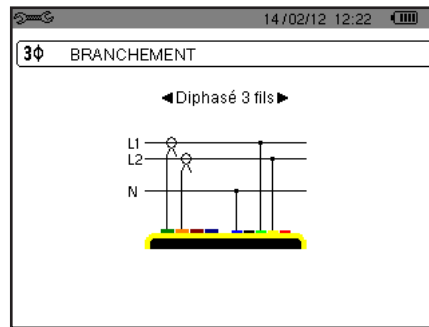 14/02/12 12:22
3Φ BRANCHEMENT
◄Diphasé 3 fils►
L1
L2
N